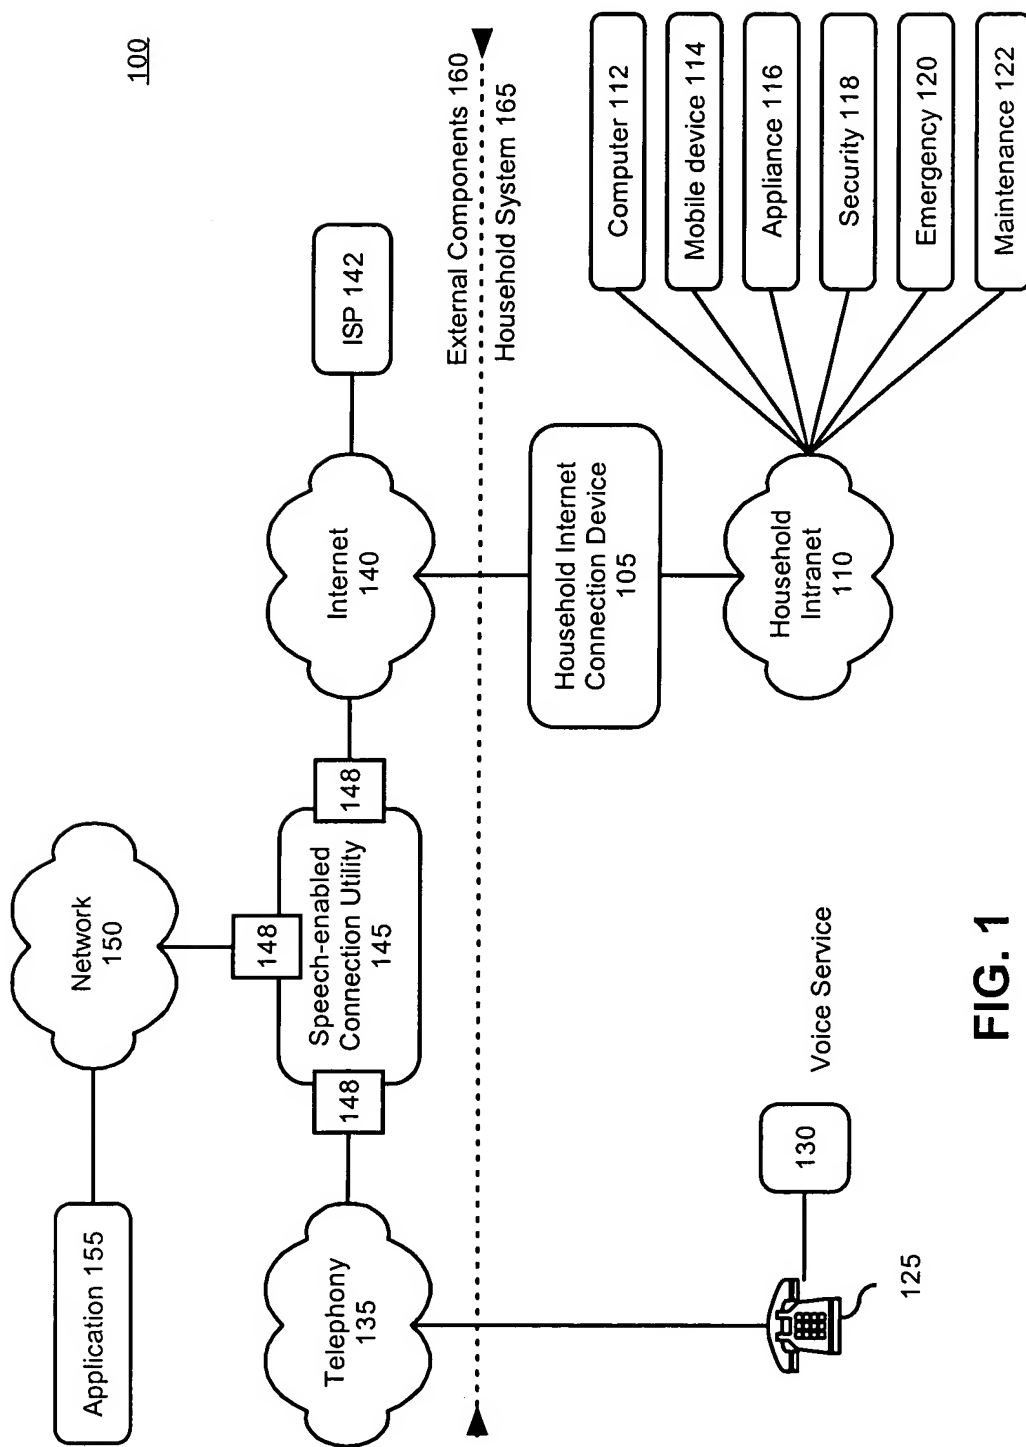 100
Application 155
Network
150
148
148
148
Speech-enabled
Connection Utility
145
Telephony
135
Internet
140
ISP 142
External Components 160
Household System 165
Household Internet
Connection Device
105
Household
Intranet
110
Computer 112
Mobile device 114
Appliance 116
Security 118
Emergency 120
Maintenance 122
125
130
Voice Service
FIG. 1